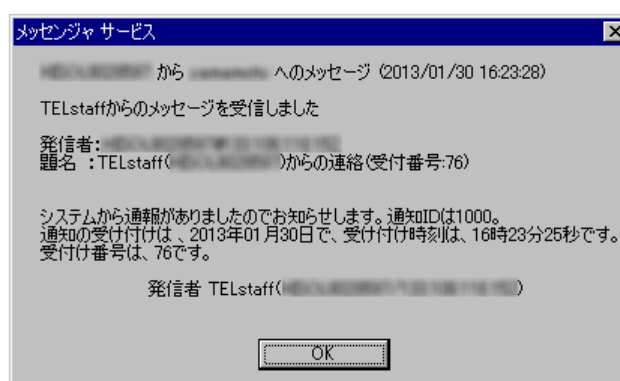 メッセンジャ サービス
から へのメッセージ (2013/01/30 16:23:28)
TELstaffからのメッセージを受信しました
発信者:
題名 :TELstaff( )からの連絡(受付番号:76)
システムから通報がありましたのでお知らせします。通知IDは1000。
通知の受け付けは 、2013年01月30日で、受け付け時刻は、16時23分25秒です。
受付け番号は、76です。
発信者 TELstaff( )
OK